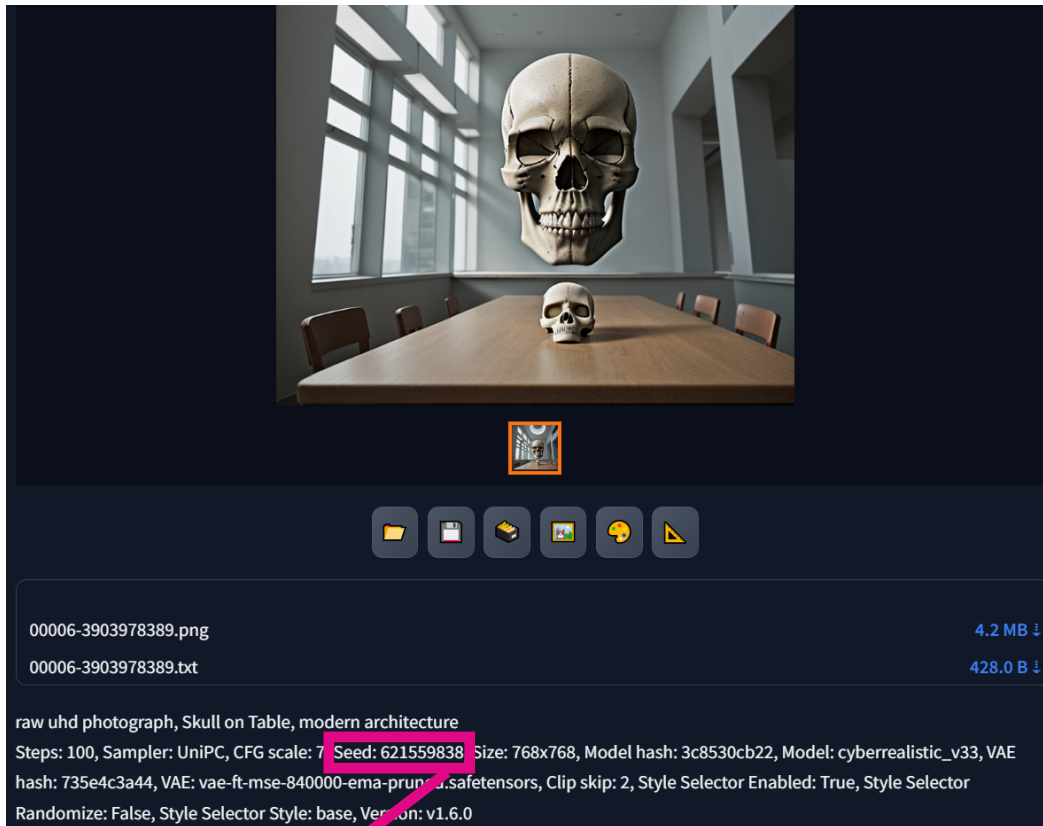 00006-3903978389.png
4.2 MB ⇣
00006-3903978389.txt
428.0 B ⇣
raw uhd photograph, Skull on Table, modern architecture
Steps: 100, Sampler: UniPC, CFG scale: 7, Seed: 621559838, Size: 768x768, Model hash: 3c8530cb22, Model: cyberrealistic_v33, VAE
hash: 735e4c3a44, VAE: vae-ft-mse-840000-ema-pruned.safetensors, Clip skip: 2, Style Selector Enabled: True, Style Selector
Randomize: False, Style Selector Style: base, Version: v1.6.0